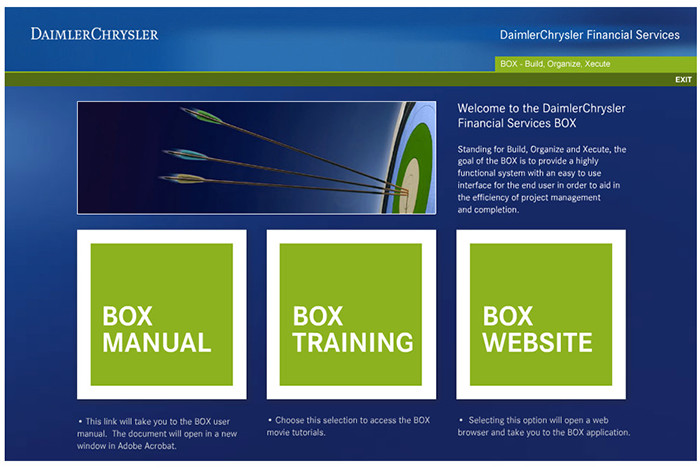 DAIMLERCHRYSLER
DaimlerChrysler Financial Services
BOX - Build, Organize, Xecute
EXIT
Welcome to the DaimlerChrysler
Financial Services BOX
Standing for Build, Organize and Xecute, the
goal of the BOX is to provide a highly
functional system with an easy to use
interface for the end user in order to aid in
the efficiency of project management
and completion.
BOX
MANUAL
• This link will take you to the BOX user
manual. The document will open in a new
window in Adobe Acrobat.
BOX
TRAINING
• Choose this selection to access the BOX
movie tutorials.
BOX
WEBSITE
• Selecting this option will open a web
browser and take you to the BOX application.